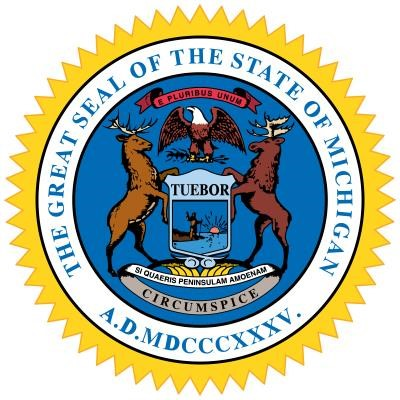 THE GREAT SEAL OF THE STATE OF MICHIGAN
E PLURIBUS UNUM
TUEBOR
SI QUAERIS PENINSULAM AMOENAM
CIRCUMSPICE
A.D.MDCCCXXXV.